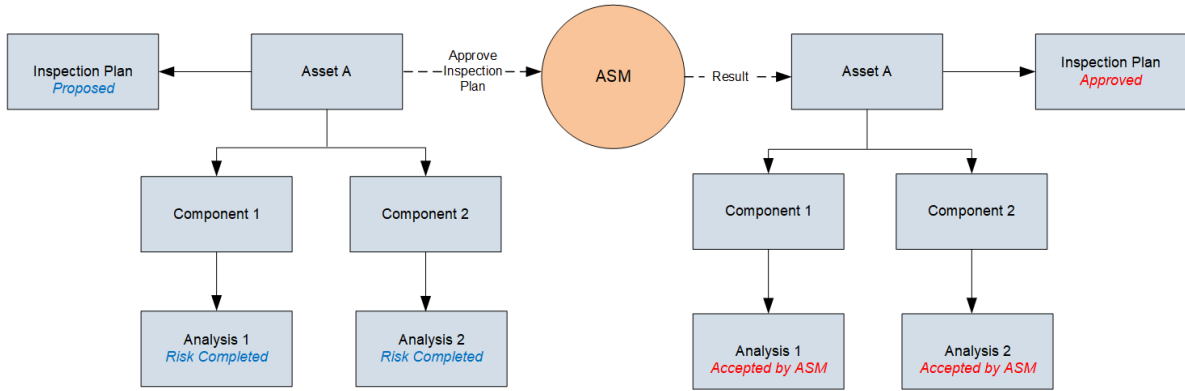 Inspection Plan
Proposed
Asset A
Approve
Inspection
Plan
ASM
Result
Asset A
Inspection Plan
Approved
Component 1
Component 2
Component 1
Component 2
Analysis 1
Risk Completed
Analysis 2
Risk Completed
Analysis 1
Accepted by ASM
Analysis 2
Accepted by ASM